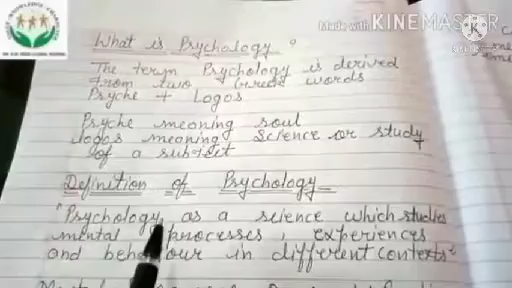 What is Psychology ?
The term Psychology is derived
from two Greek words
Psyche + Logos
Psyche meaning soul
logos meaning science or study
of a subject
Definition of Psychology
"Psychology as a science which studies
mental processes, experiences
and behaviour in different contexts"
Made with KINEMASTER